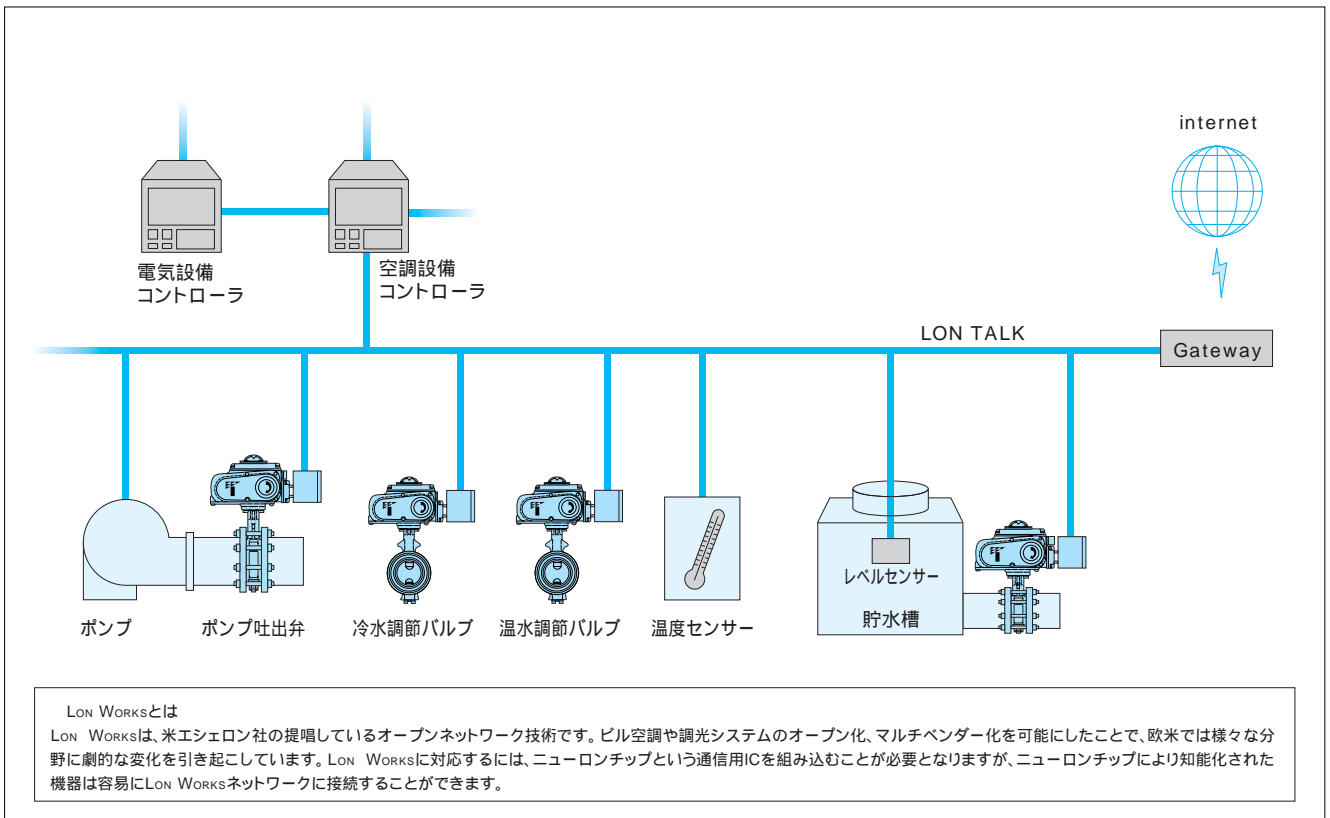 internet
電気設備
コントローラ
空調設備
コントローラ
LON TALK
Gateway
ポンプ
ポンプ吐出弁
冷水調節バルブ
温水調節バルブ
温度センサー
レベルセンサー
貯水槽
LON WORKSとは
LON WORKSは、米エシェロン社の提唱しているオープンネットワーク技術です。ビル空調や調光システムのオープン化、マルチベンダー化を可能にしたことで、欧米では様々な分
野に劇的な変化を引き起こしています。LON WORKSに対応するには、ニューロンチップという通信用ICを組み込むことが必要となりますが、ニューロンチップにより知能化された
機器は容易にLON WORKSネットワークに接続することができます。